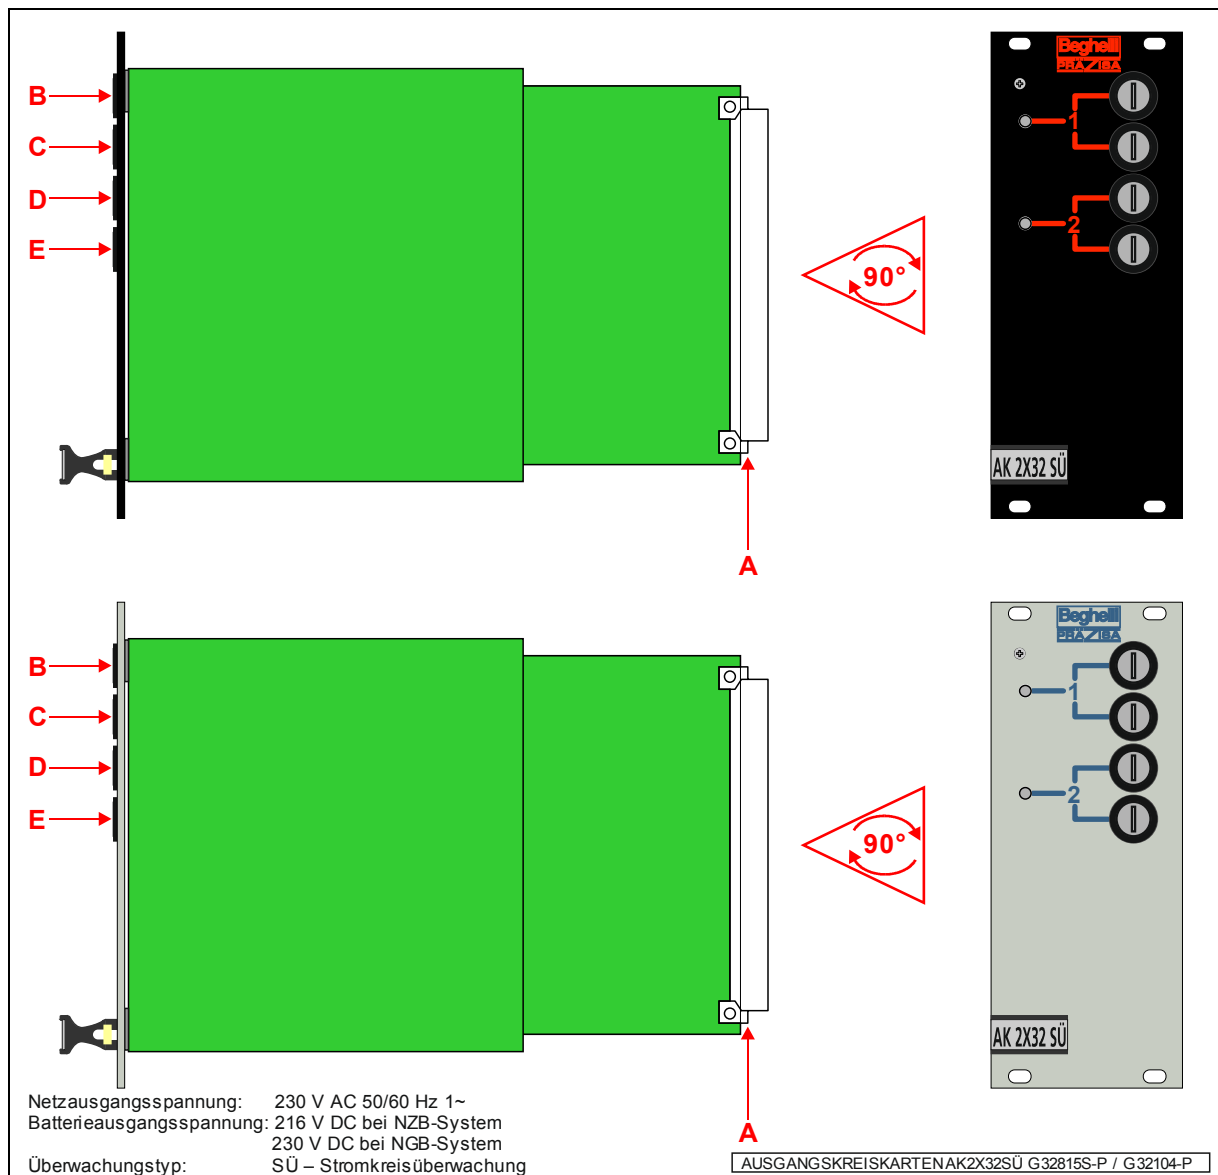 B
C
D
E
90°
A
Beghelli
PRÄZISA
1
2
AK 2X32 SÜ
B
C
D
E
90°
A
Beghelli
PRÄZISA
1
2
AK 2X32 SÜ
Netzausgangsspannung: 230 V AC 50/60 Hz 1~
Batterieausgangsspannung: 216 V DC bei NZB-System
230 V DC bei NGB-System
Überwachungstyp: SÜ – Stromkreisüberwachung
AUSGANGSKREISKARTEN AK2X32SÜ G32815S-P / G32104-P